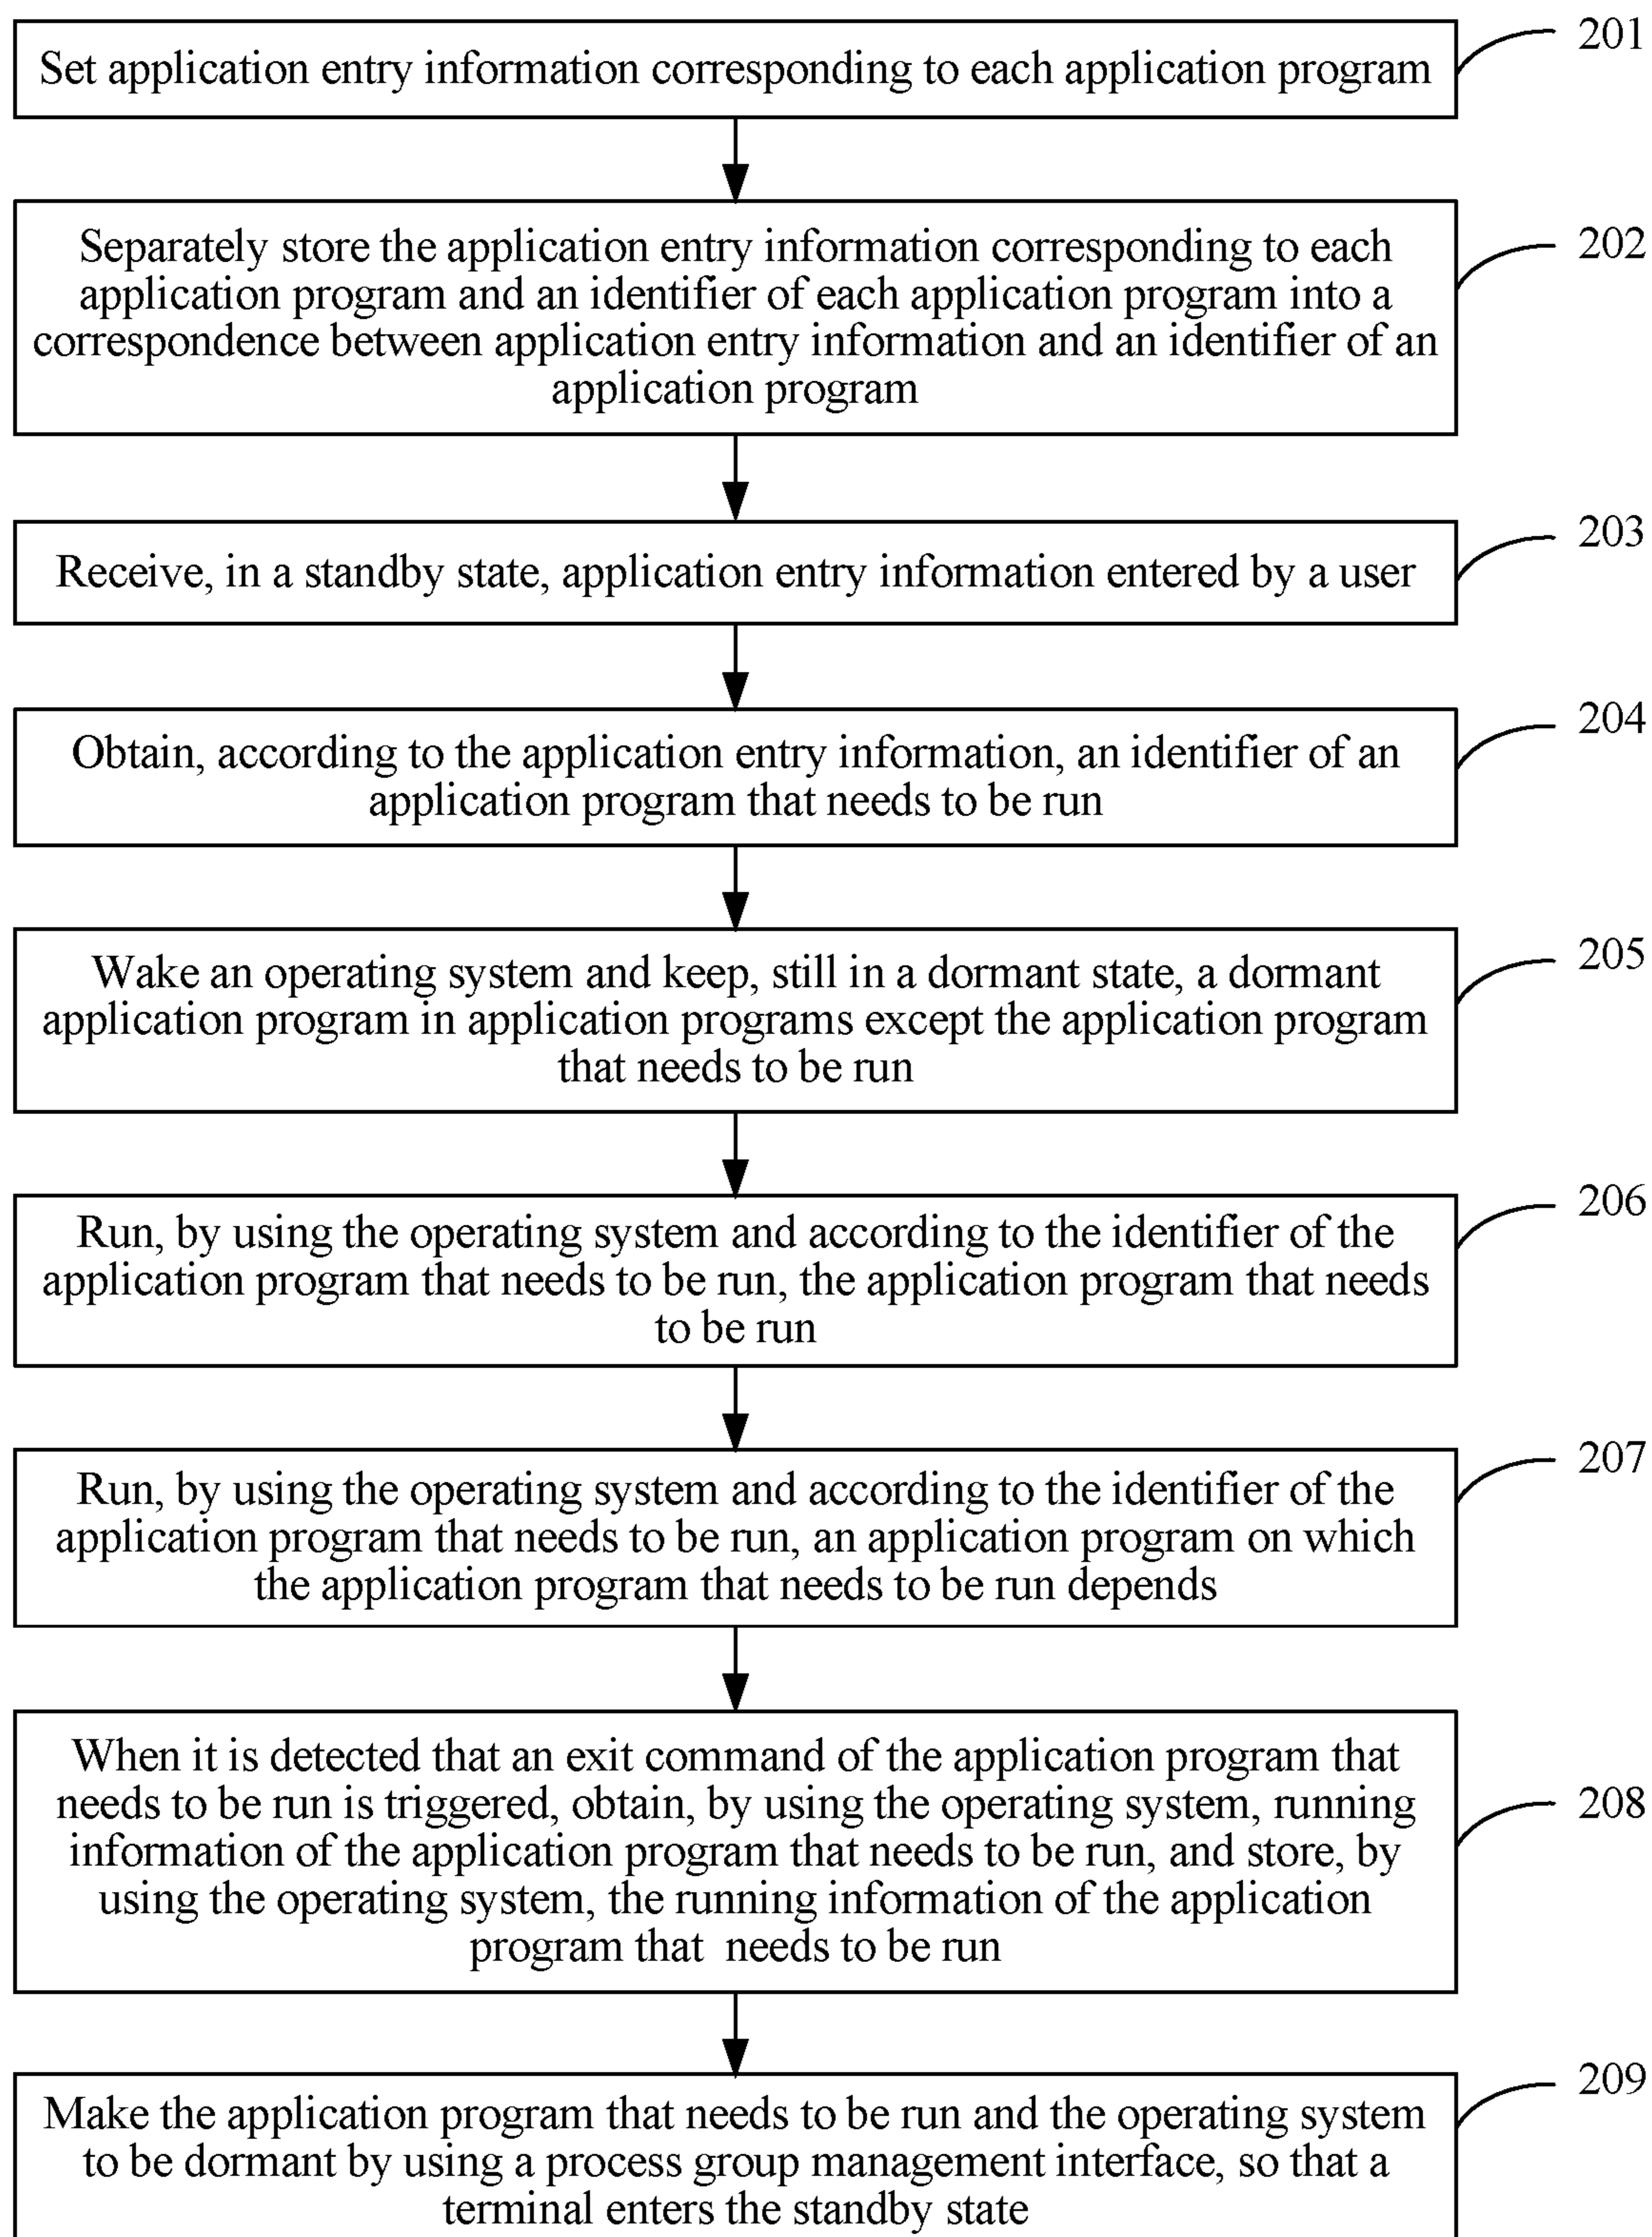 201
Set application entry information corresponding to each application program
202
Separately store the application entry information corresponding to each
application program and an identifier of each application program into a
correspondence between application entry information and an identifier of an
application program
203
Receive, in a standby state, application entry information entered by a user
204
Obtain, according to the application entry information, an identifier of an
application program that needs to be run
205
Wake an operating system and keep, still in a dormant state, a dormant
application program in application programs except the application program
that needs to be run
206
Run, by using the operating system and according to the identifier of the
application program that needs to be run, the application program that needs
to be run
207
Run, by using the operating system and according to the identifier of the
application program that needs to be run, an application program on which
the application program that needs to be run depends
208
When it is detected that an exit command of the application program that
needs to be run is triggered, obtain, by using the operating system, running
information of the application program that needs to be run, and store, by
using the operating system, the running information of the application
program that needs to be run
209
Make the application program that needs to be run and the operating system
to be dormant by using a process group management interface, so that a
terminal enters the standby state